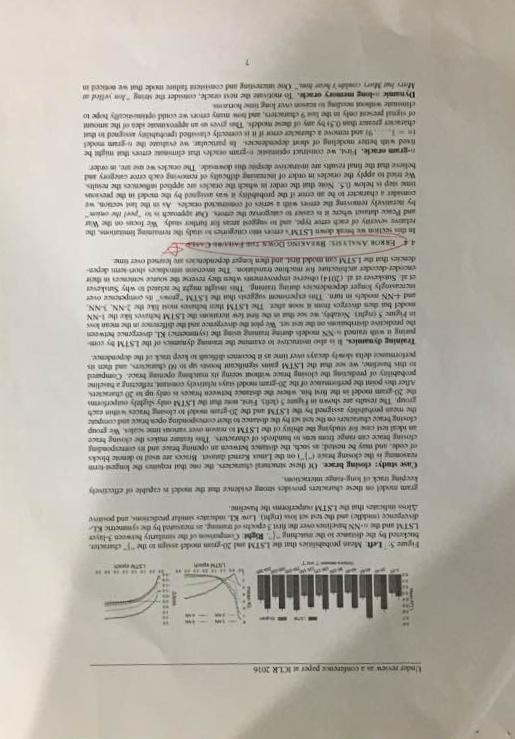 Under review as a conference paper at ICLR 2016
Figure 5: Left: Mean probabilities that the LSTM and 20-gram model assign to the "}" character,
bucketed by the distance to the matching "{". Right: Comparison of the similarity between 3-layer
LSTM and the n-NN baselines over the first 3 epochs of training, as measured by the symmetric KL-
divergence (middle) and the test set loss (right). Low KL indicates similar predictions, and positive
Δloss indicates that the LSTM outperforms the baseline.
gram model on these characters provides strong evidence that the model is capable of effectively
keeping track of long-range interactions.
Case study: closing brace. Of these structural characters, the one that requires the longest-term
reasoning is the closing brace ("}") on the Linux Kernel dataset. Braces are used to denote blocks
of code, and may be nested; as such, the distance between an opening brace and its corresponding
closing brace can range from tens to hundreds of characters. This feature makes the closing brace
an ideal test case for studying the ability of the LSTM to reason over various time scales. We group
closing brace characters on the test set by the distance to their corresponding open brace and compute
the mean probability assigned by the LSTM and the 20-gram model to closing braces within each
group. The results are shown in Figure 5 (left). First, note that the LSTM only slightly outperforms
the 20-gram model in the first bin, where the distance between braces is only up to 20 characters.
After this point the performance of the 20-gram model stays relatively constant, reflecting a baseline
probability of predicting the closing brace without seeing its matching opening brace. Compared
to this baseline, we see that the LSTM gains significant boosts up to 60 characters, and then its
performance delta slowly decays over time as it becomes difficult to keep track of the dependence.
Training dynamics. It is also instructive to examine the training dynamics of the LSTM by com-
paring it with trained n-NN models during training using the (symmetric) KL divergence between
the predictive distributions on the test set. We plot the divergence and the difference in the mean loss
in Figure 5 (right). Notably, we see that in the first few iterations the LSTM behaves like the 1-NN
model but then diverges from it soon after. The LSTM then behaves most like the 2-NN, 3-NN,
and 4-NN models in turn. This experiment suggests that the LSTM "grows" its competence over
increasingly longer dependencies during training. This insight might be related to why Sutskever
et al. Sutskever et al. (2014) observe improvements when they reverse the source sentences in their
encoder-decoder architecture for machine translation. The inversion introduces short-term depen-
dencies that the LSTM can model first, and then longer dependencies are learned over time.
4.4 ERROR ANALYSIS: BREAKING DOWN THE FAILURE CASES
In this section we break down LSTM's errors into categories to study the remaining limitations, the
relative severity of each error type, and to suggest areas for further study. We focus on the War
and Peace dataset where it is easier to categorize the errors. Our approach is to "peel the onion"
by iteratively removing the errors with a series of constructed oracles. As in the last section, we
consider a character to be an error if the probability it was assigned by the model in the previous
time step is below 0.5. Note that the order in which the oracles are applied influences the results.
We tried to apply the oracles in order of increasing difficulty of removing each error category and
believe that the final results are instructive despite this downside. The oracles we use are, in order:
n-gram oracle. First, we construct optimistic n-gram oracles that eliminate errors that might be
fixed with better modeling of short dependencies. In particular, we evaluate the n-gram model
(n = 1, . . . , 9) and remove a character error if it is correctly classified (probability assigned to that
character greater than 0.5) by any of these models. This gives us an approximate idea of the amount
of signal present only in the last 9 characters, and how many errors we could optimistically hope to
eliminate without needing to reason over long time horizons.
Dynamic n-long memory oracle. To motivate the next oracle, consider the string "Jon yelled at
Mary but Mary couldn't hear him." One interesting and consistent failure mode that we noticed in
7